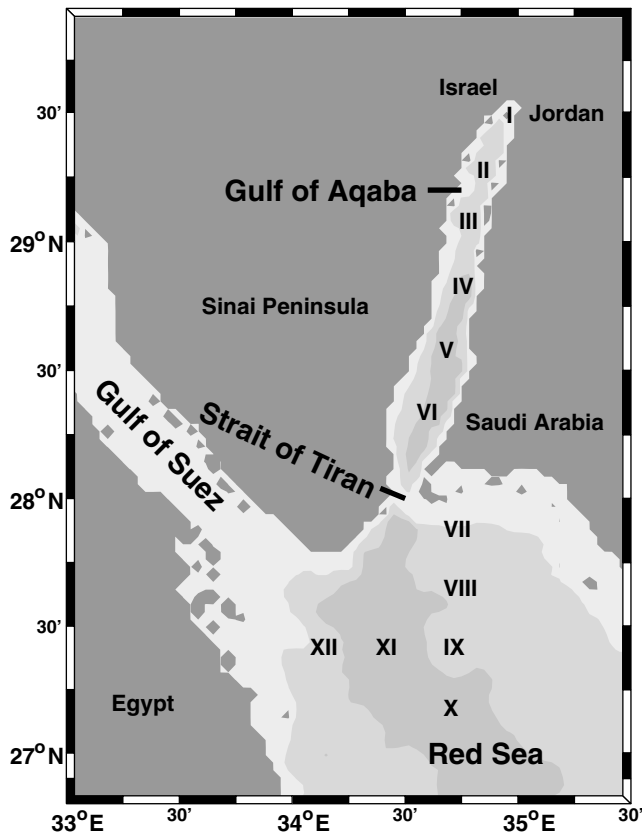 Israel
I
Jordan
30'
II
Gulf of Aqaba
III
29°N
IV
Sinai Peninsula
V
30'
VI
Gulf of Suez
Strait of Tiran
Saudi Arabia
28°N
VII
VIII
30'
XII
XI
IX
Egypt
X
27°N
Red Sea
33°E
30'
34°E
30'
35°E
30'